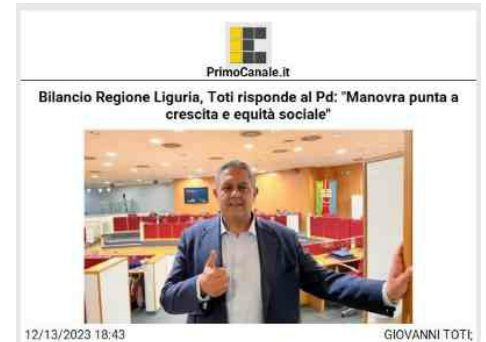 PrimoCanale.it
Bilancio Regione Liguria, Toti risponde al Pd: "Manovra punta a
crescita e equità sociale"
12/13/2023 18:43
GIOVANNI TOTI;